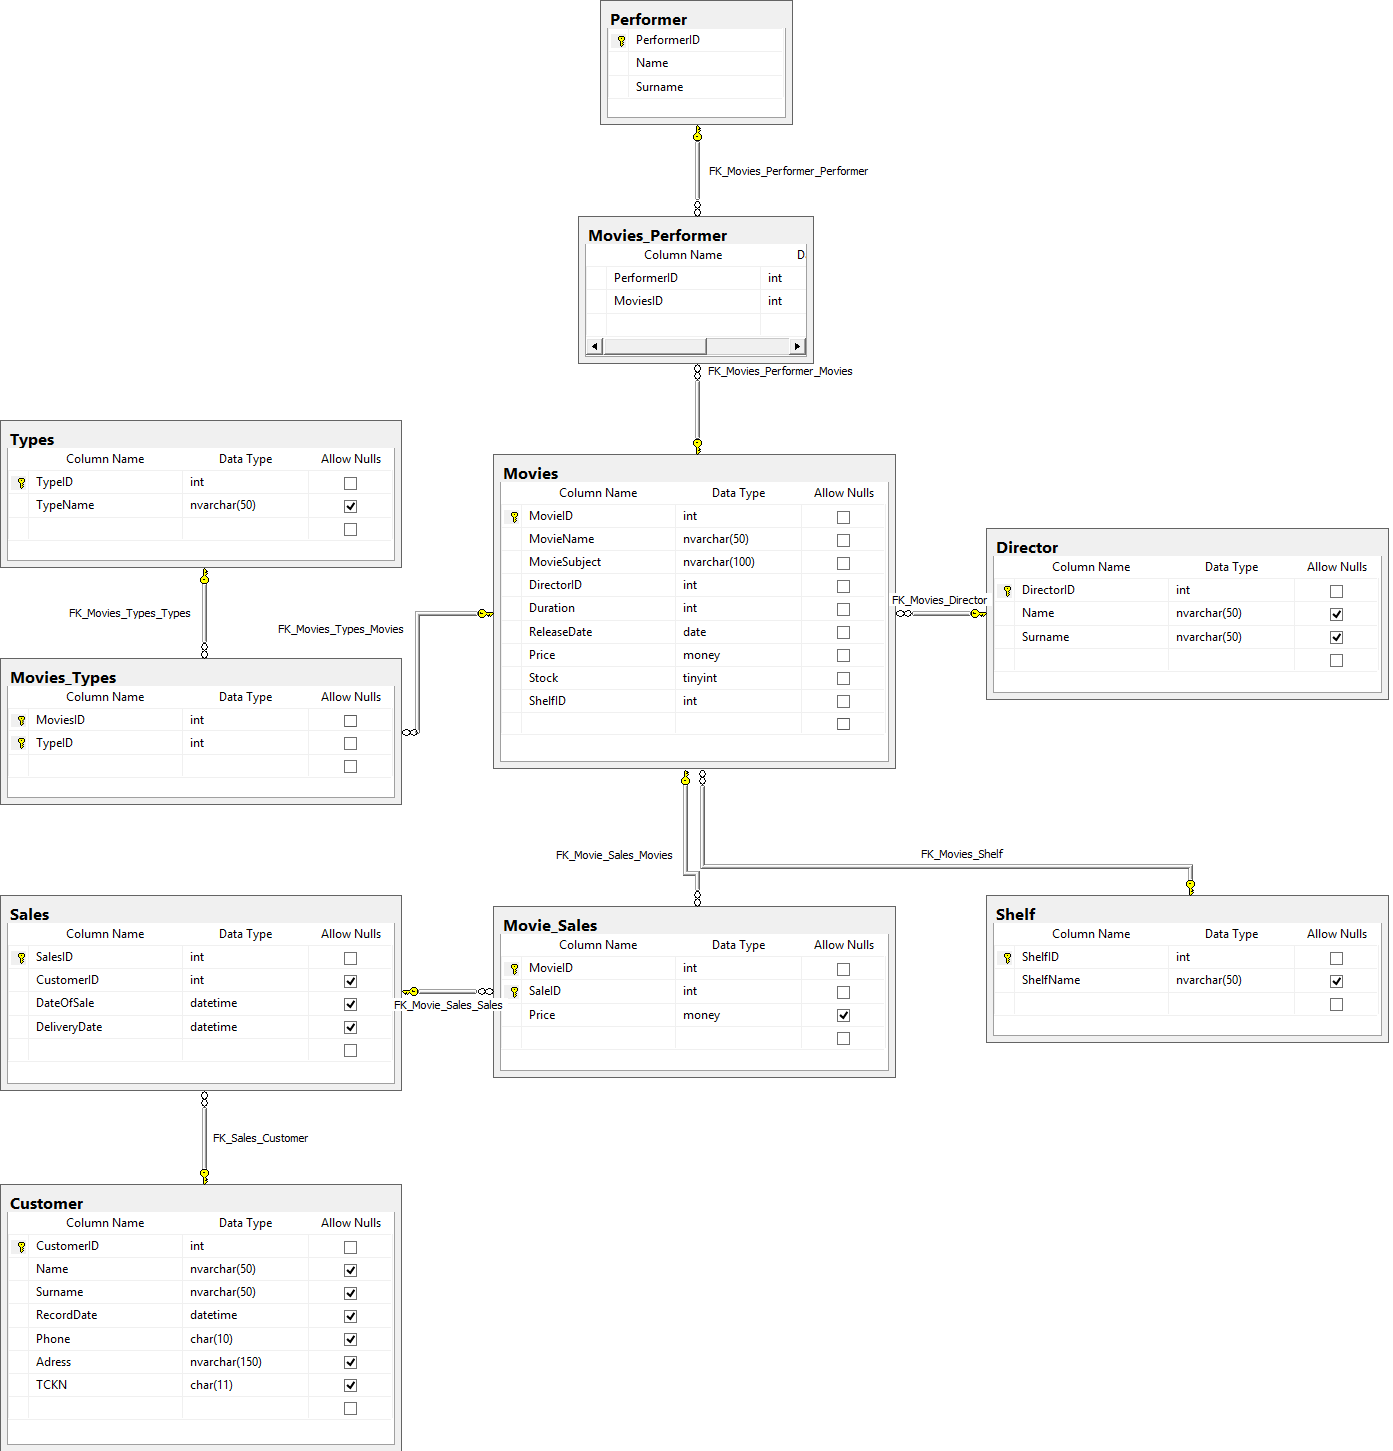 Performer
PerformerID
Name
Surname
FK_Movies_Performer_Performer
Movies_Performer
Column Name D
PerformerID int
MoviesID int
FK_Movies_Performer_Movies
Types
Column Name Data Type Allow Nulls
TypeID int
TypeName nvarchar(50)
FK_Movies_Types_Types
FK_Movies_Types_Movies
Movies_Types
Column Name Data Type Allow Nulls
MoviesID int
TypeID int
Movies
Column Name Data Type Allow Nulls
MovieID int
MovieName nvarchar(50)
MovieSubject nvarchar(100)
DirectorID int
Duration int
ReleaseDate date
Price money
Stock tinyint
ShelfID int
FK_Movies_Director
Director
Column Name Data Type Allow Nulls
DirectorID int
Name nvarchar(50)
Surname nvarchar(50)
FK_Movie_Sales_Movies
FK_Movies_Shelf
Sales
Column Name Data Type Allow Nulls
SalesID int
CustomerID int
DateOfSale datetime
DeliveryDate datetime
FK_Movie_Sales_Sales
Movie_Sales
Column Name Data Type Allow Nulls
MovieID int
SaleID int
Price money
Shelf
Column Name Data Type Allow Nulls
ShelfID int
ShelfName nvarchar(50)
FK_Sales_Customer
Customer
Column Name Data Type Allow Nulls
CustomerID int
Name nvarchar(50)
Surname nvarchar(50)
RecordDate datetime
Phone char(10)
Adress nvarchar(150)
TCKN char(11)